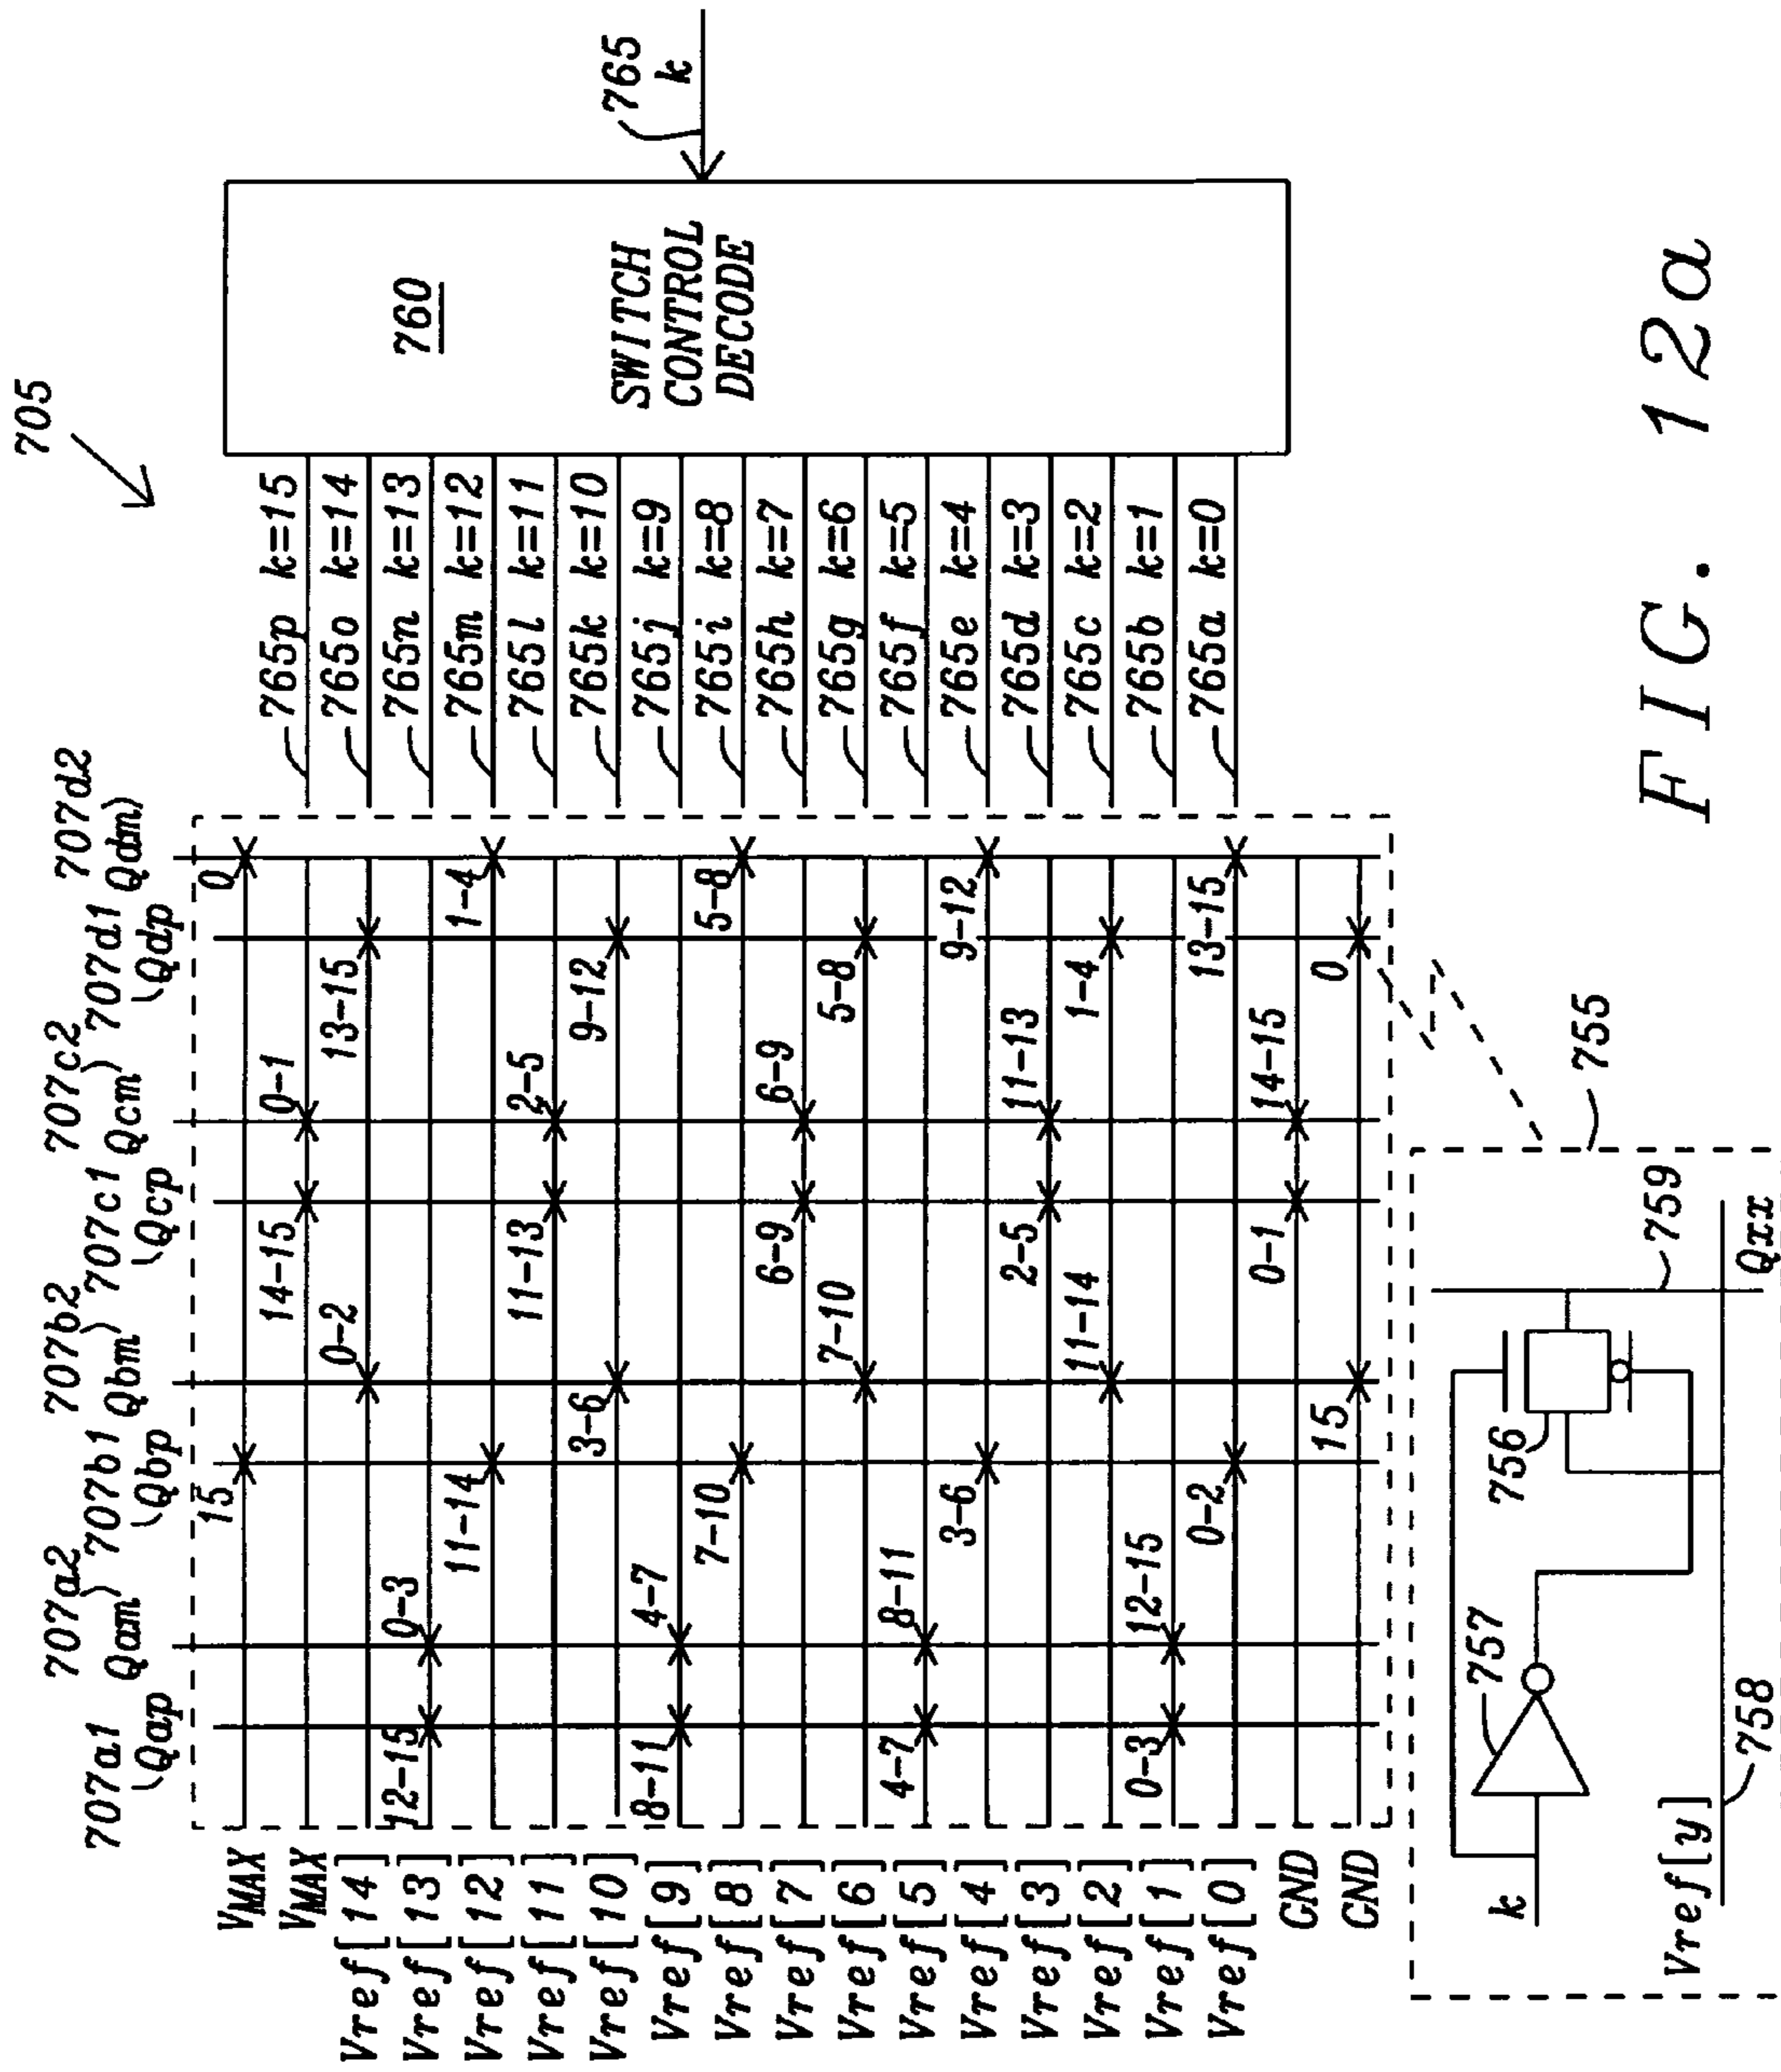 705
707a1
(Qap
707a2
Qam)
707b1
(Qbp
707b2
Qbm)
707c1
(Qcp
707c2
Qcm)
707d1
(Qdp
707d2
Qdm)
VMAX
15
0
VMAX
14-15
0-1
765p k=15
Vref[14]
0-2
13-15
765o k=14
Vref[13]
12-15
0-3
765n k=13
Vref[12]
11-14
1-4
765m k=12
Vref[11]
11-13
2-5
765l k=11
Vref[10]
3-6
9-12
765k k=10
Vref[9]
8-11
4-7
765j k=9
Vref[8]
7-10
5-8
765i k=8
Vref[7]
6-9
6-9
765h k=7
Vref[6]
7-10
5-8
765g k=6
Vref[5]
4-7
8-11
765f k=5
Vref[4]
3-6
9-12
765e k=4
Vref[3]
2-5
11-13
765d k=3
Vref[2]
11-14
1-4
765c k=2
Vref[1]
0-3
12-15
765b k=1
Vref[0]
0-2
13-15
765a k=0
GND
0-1
14-15
GND
15
0
760
SWITCH
CONTROL
DECODE
765
k
k
757
756
759
755
Vref[y]
758
Qxx
FIG. 12a